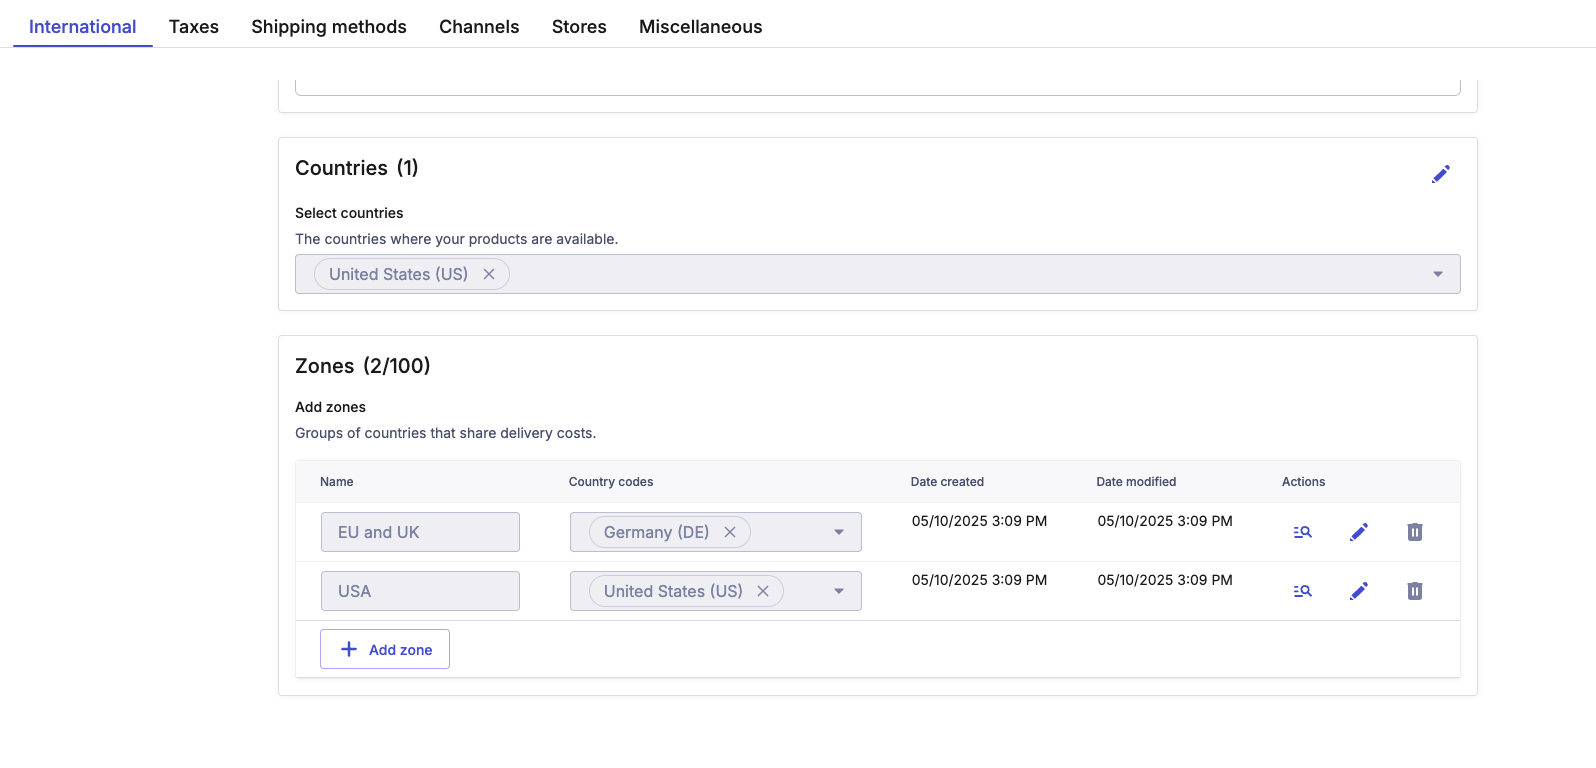 International Taxes Shipping methods Channels Stores Miscellaneous
Countries (1)
Select countries
The countries where your products are available.
United States (US)
Zones (2/100)
Add zones
Groups of countries that share delivery costs.
Name Country codes Date created Date modified Actions
EU and UK Germany (DE) 05/10/2025 3:09 PM 05/10/2025 3:09 PM
USA United States (US) 05/10/2025 3:09 PM 05/10/2025 3:09 PM
Add zone